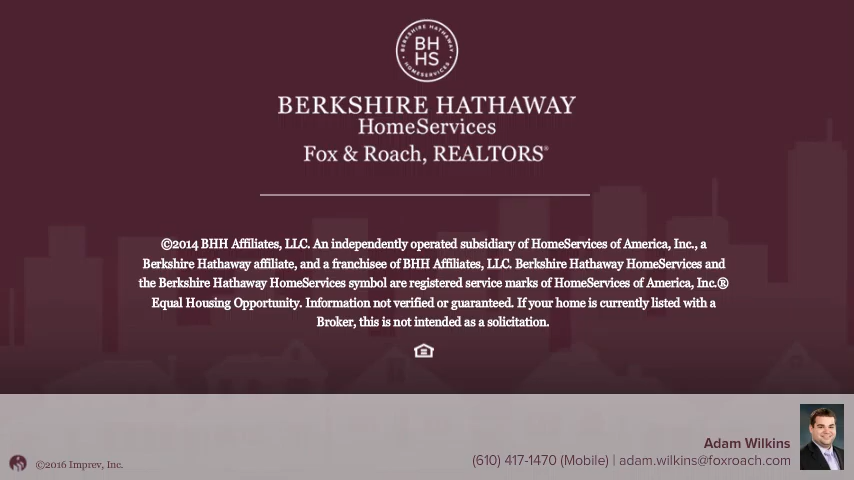 BERKSHIRE HATHAWAY
BH
HS
HOMESERVICES
BERKSHIRE HATHAWAY
HomeServices
Fox & Roach, REALTORS®
©2014 BHH Affiliates, LLC. An independently operated subsidiary of HomeServices of America, Inc., a
Berkshire Hathaway affiliate, and a franchisee of BHH Affiliates, LLC. Berkshire Hathaway HomeServices and
the Berkshire Hathaway HomeServices symbol are registered service marks of HomeServices of America, Inc.®
Equal Housing Opportunity. Information not verified or guaranteed. If your home is currently listed with a
Broker, this is not intended as a solicitation.
Adam Wilkins
(610) 417-1470 (Mobile) | adam.wilkins@foxroach.com
©2016 Imprev, Inc.